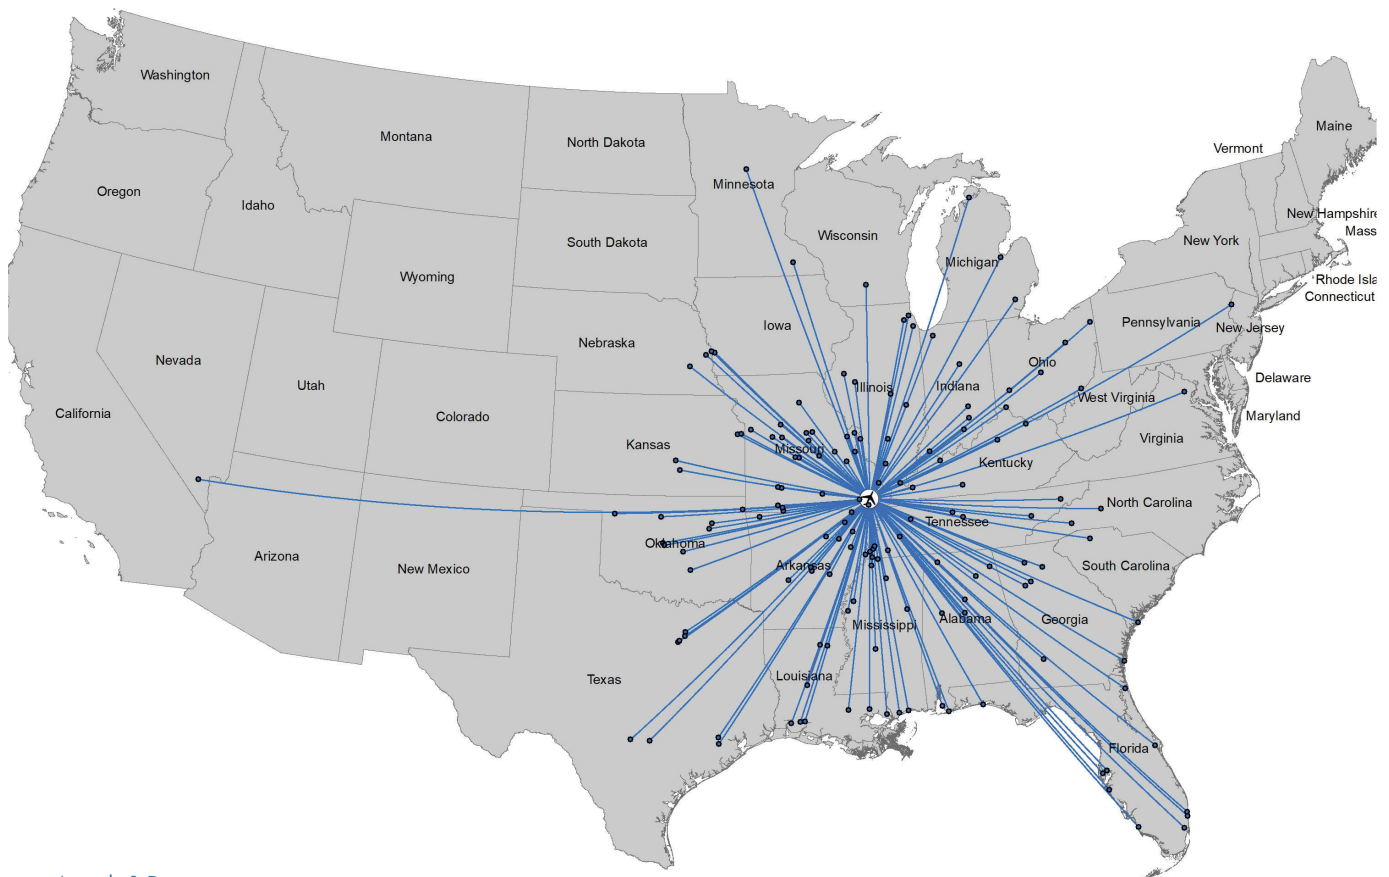 Washington
Montana
North Dakota
Minnesota
Maine
Vermont
Oregon
Idaho
Wyoming
South Dakota
Wisconsin
Michigan
New York
New Hampshire
Mass
Rhode Isla
Connecticut
Nevada
Utah
Colorado
Nebraska
Iowa
Illinois
Indiana
Ohio
Pennsylvania
New Jersey
Delaware
Maryland
West Virginia
Virginia
California
Kansas
Missouri
Kentucky
Arizona
New Mexico
Oklahoma
Arkansas
Tennessee
North Carolina
South Carolina
Texas
Louisiana
Mississippi
Alabama
Georgia
Florida